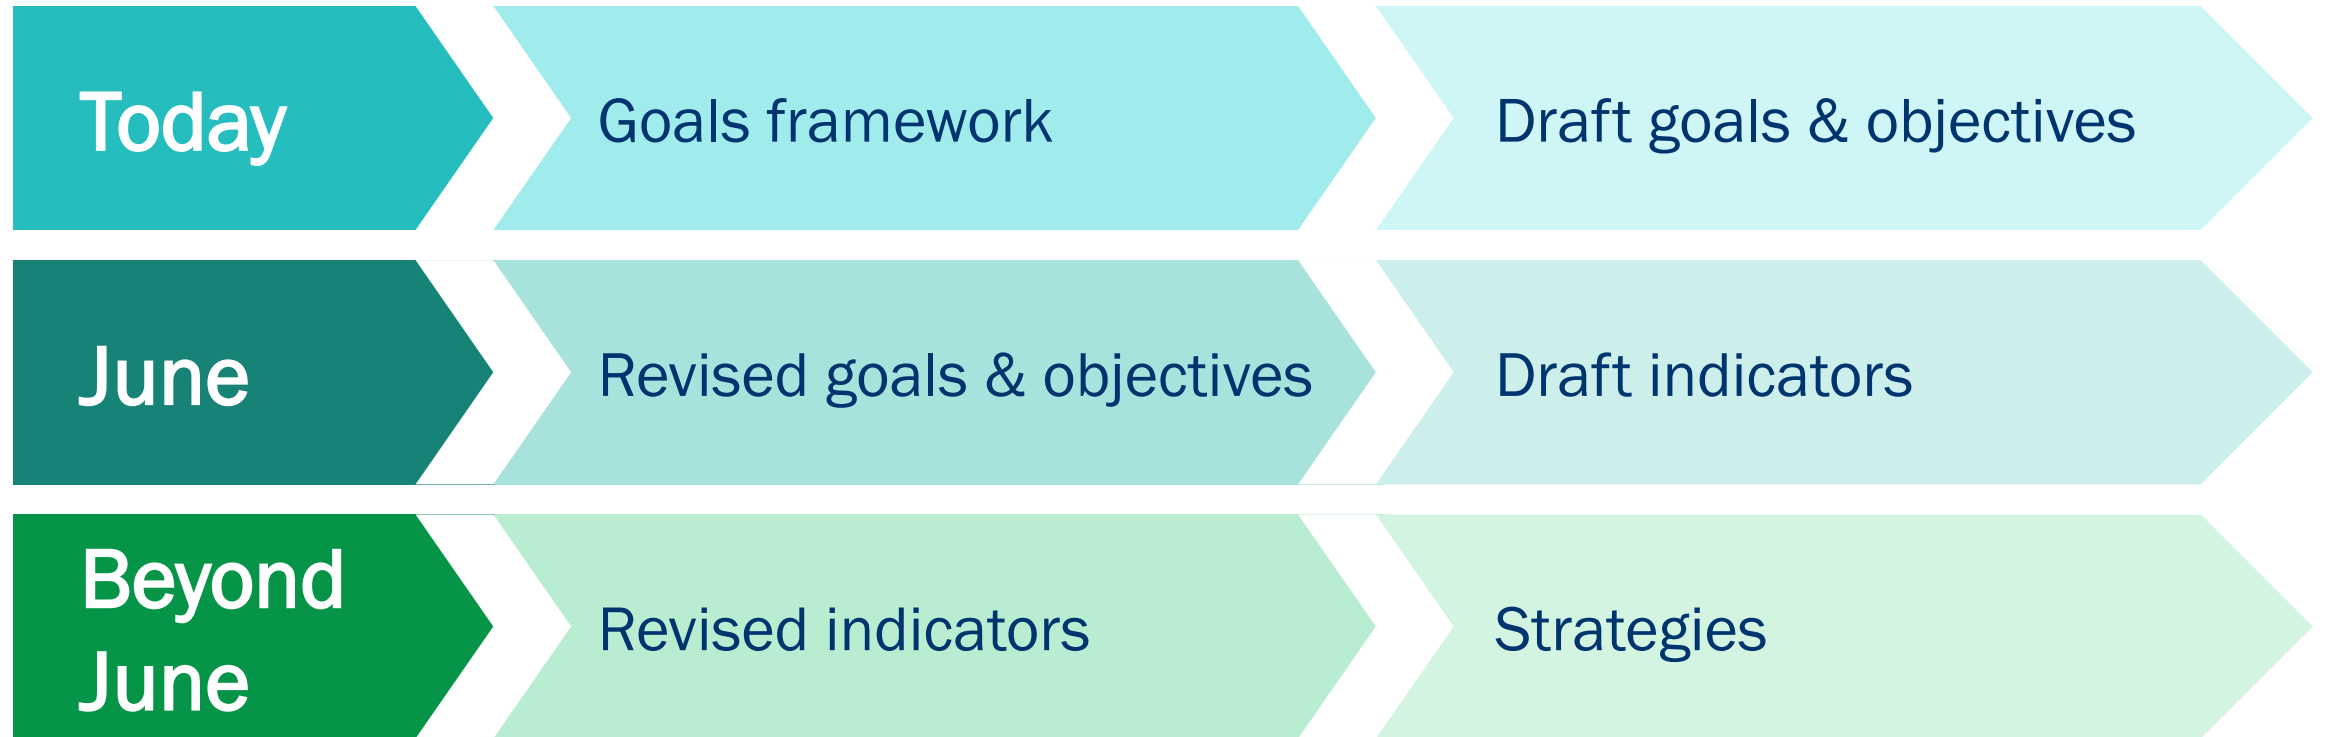 Today
Goals framework
Draft goals & objectives
June
Revised goals & objectives
Draft indicators
Beyond
June
Revised indicators
Strategies